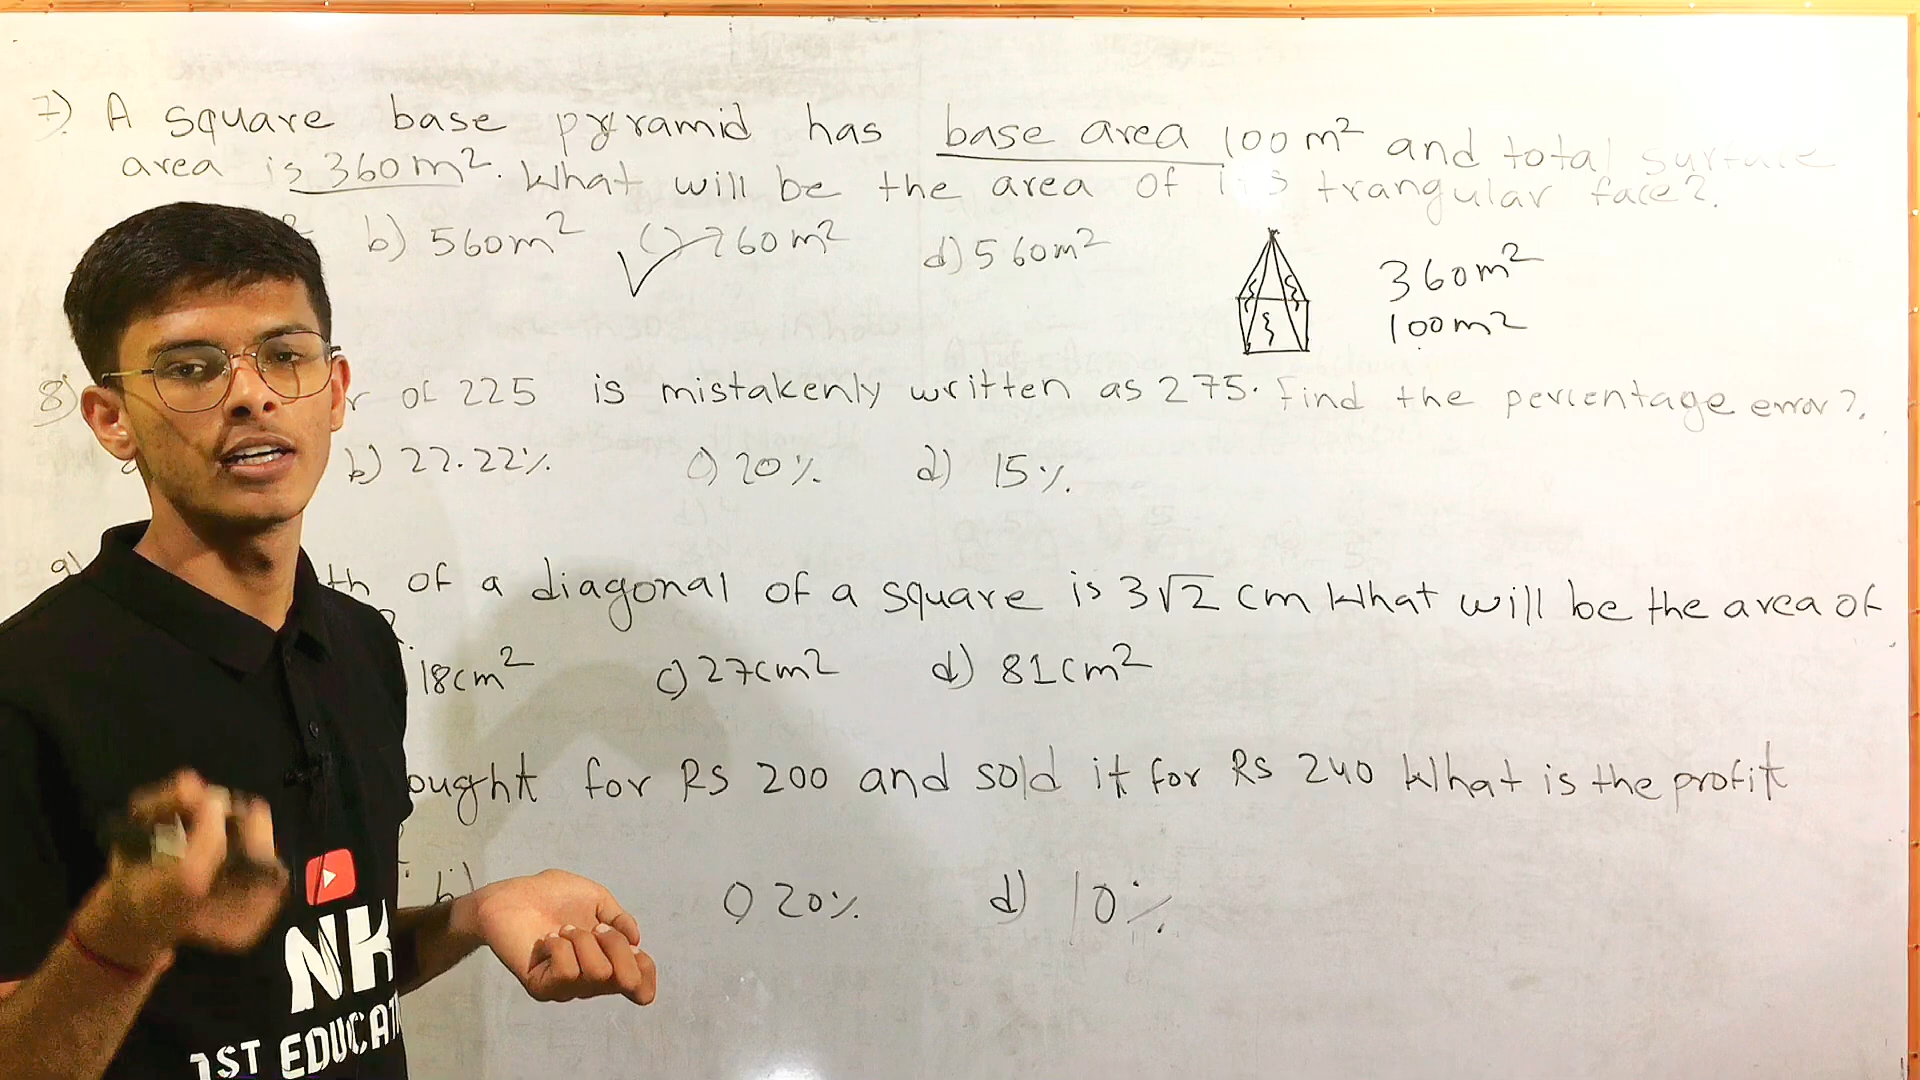 7) A square base pyramid has base area 100m² and total surface
area is 360m². What will be the area of its trangular face?.
b) 560m² c) 260m² d) 560m²
360m²
100m²
8) r of 225 is mistakenly written as 275. Find the percentage error?.
b) 22.22% c) 20% d) 15%.
9) th of a diagonal of a square is 3√2 cm What will be the area of
18cm² c) 27cm² d) 81cm²
ought for Rs 200 and sold it for Rs 240 What is the profit
b) c) 20% d) 10%.
NK
1ST EDUCAT